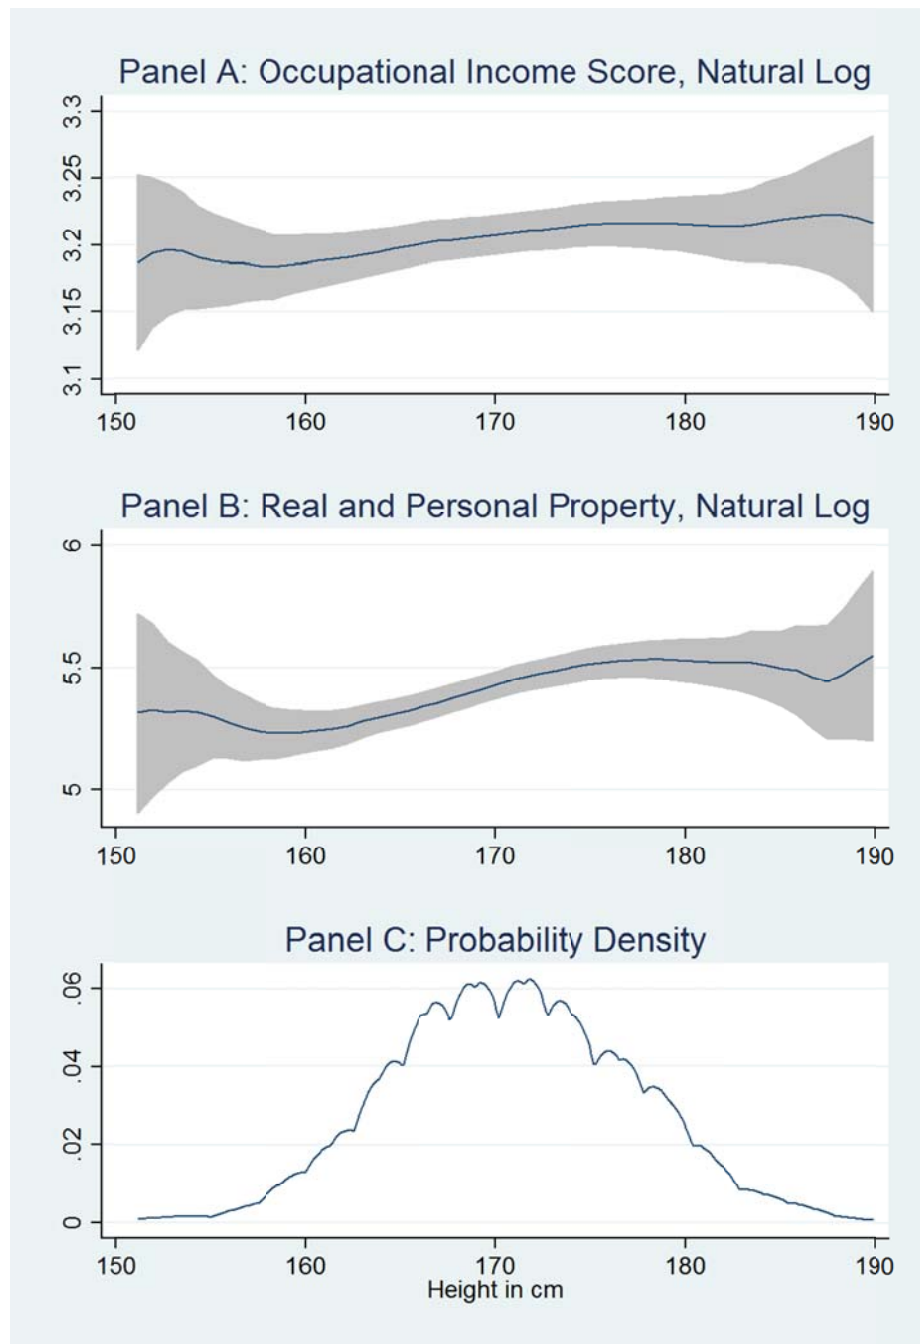 Panel A: Occupational Income Score, Natural Log
3.3
3.25
3.2
3.15
3.1
150 160 170 180 190
Panel B: Real and Personal Property, Natural Log
6
5.5
5
150 160 170 180 190
Panel C: Probability Density
.06
.04
.02
0
150 160 170 180 190
Height in cm